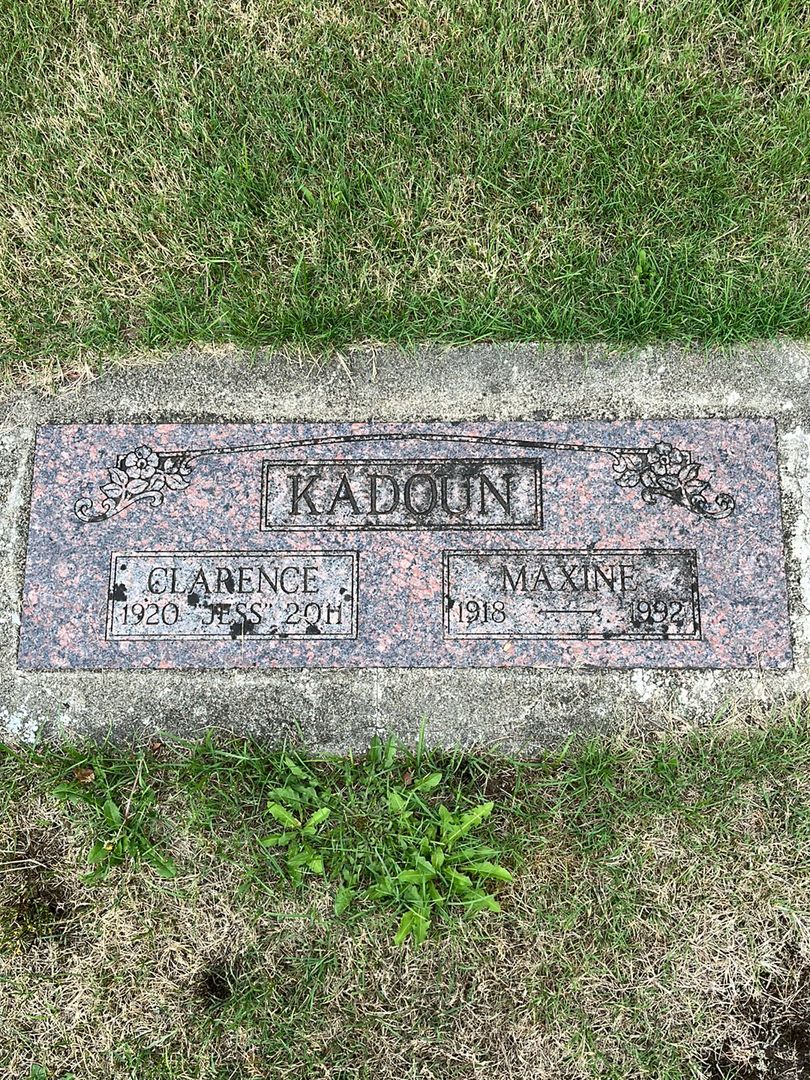 KADOUN
CLARENCE
1920 "JESS" 2011
MAXINE
1918 — 1992